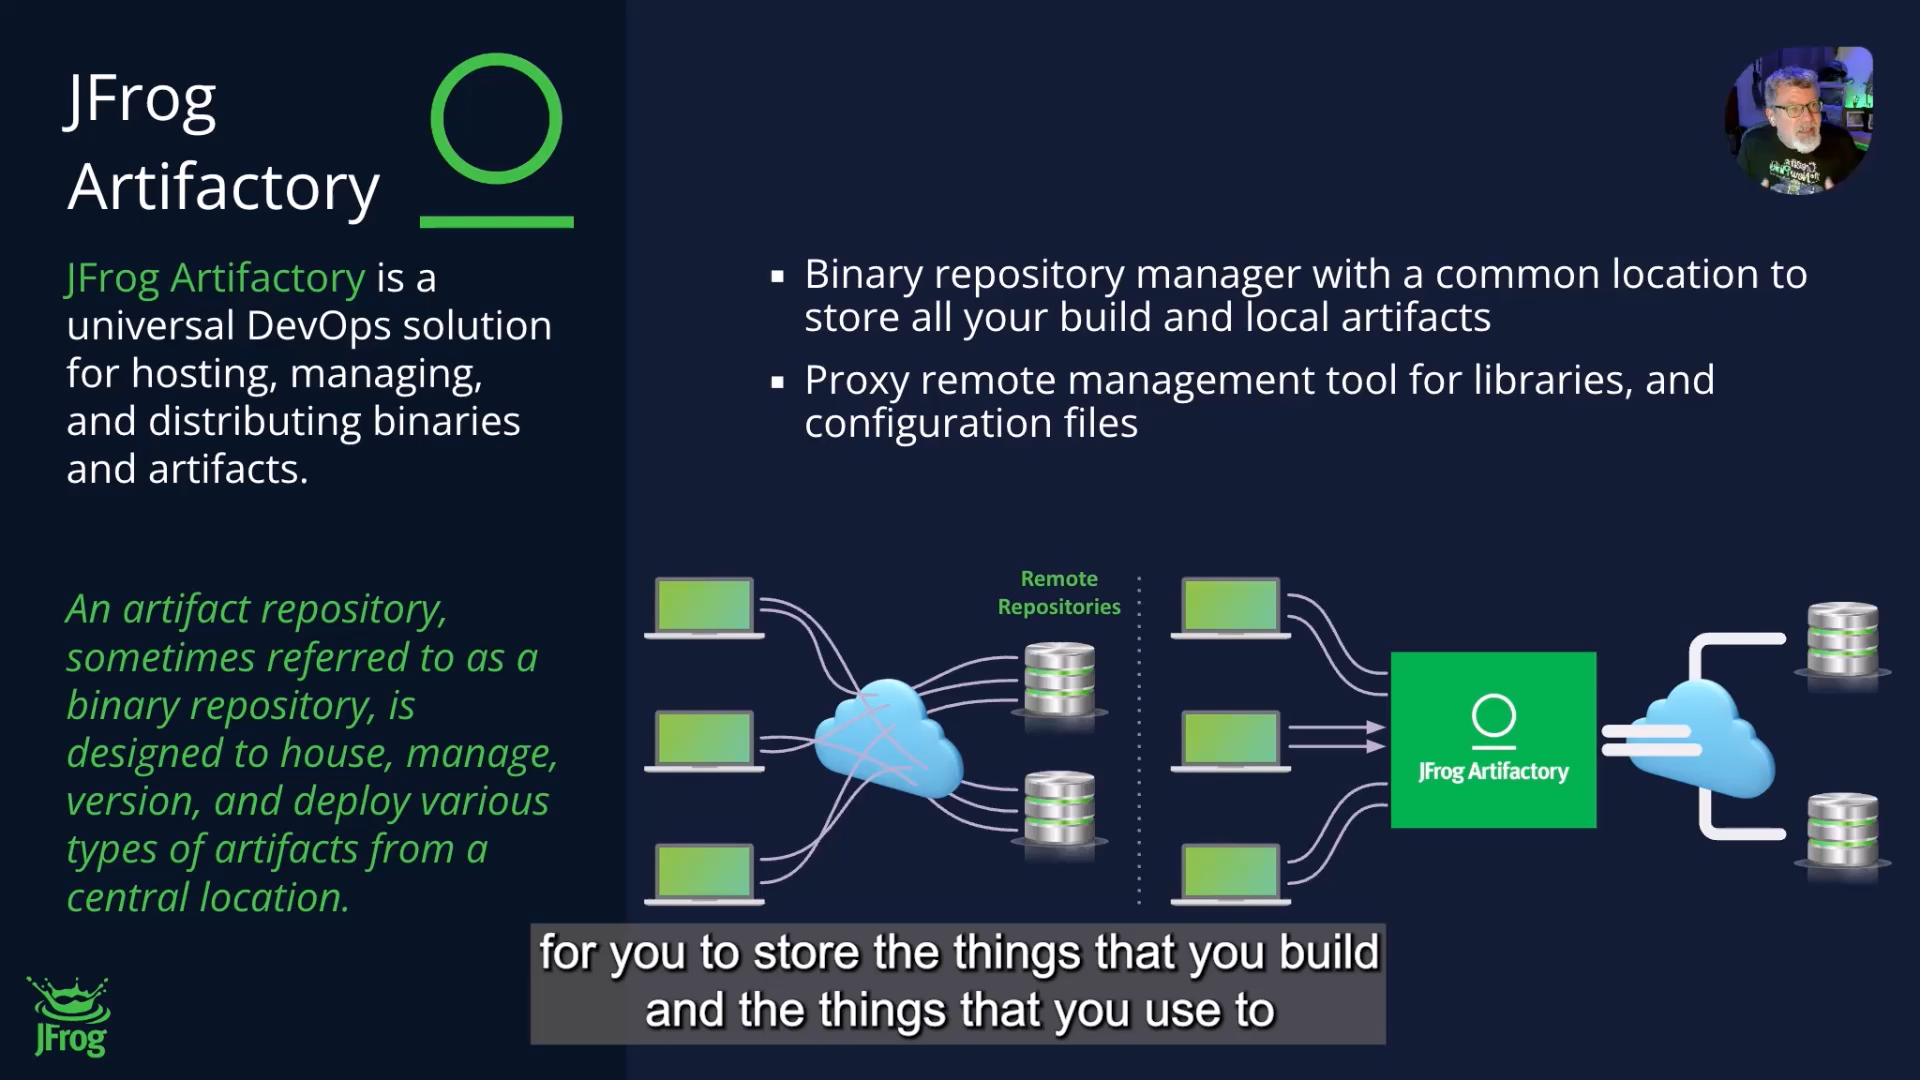 JFrog
Artifactory
JFrog Artifactory is a
universal DevOps solution
for hosting, managing,
and distributing binaries
and artifacts.
An artifact repository,
sometimes referred to as a
binary repository, is
designed to house, manage,
version, and deploy various
types of artifacts from a
central location.
JFrog
▪ Binary repository manager with a common location to
store all your build and local artifacts
▪ Proxy remote management tool for libraries, and
configuration files
Remote
Repositories
JFrog Artifactory
for you to store the things that you build
and the things that you use to